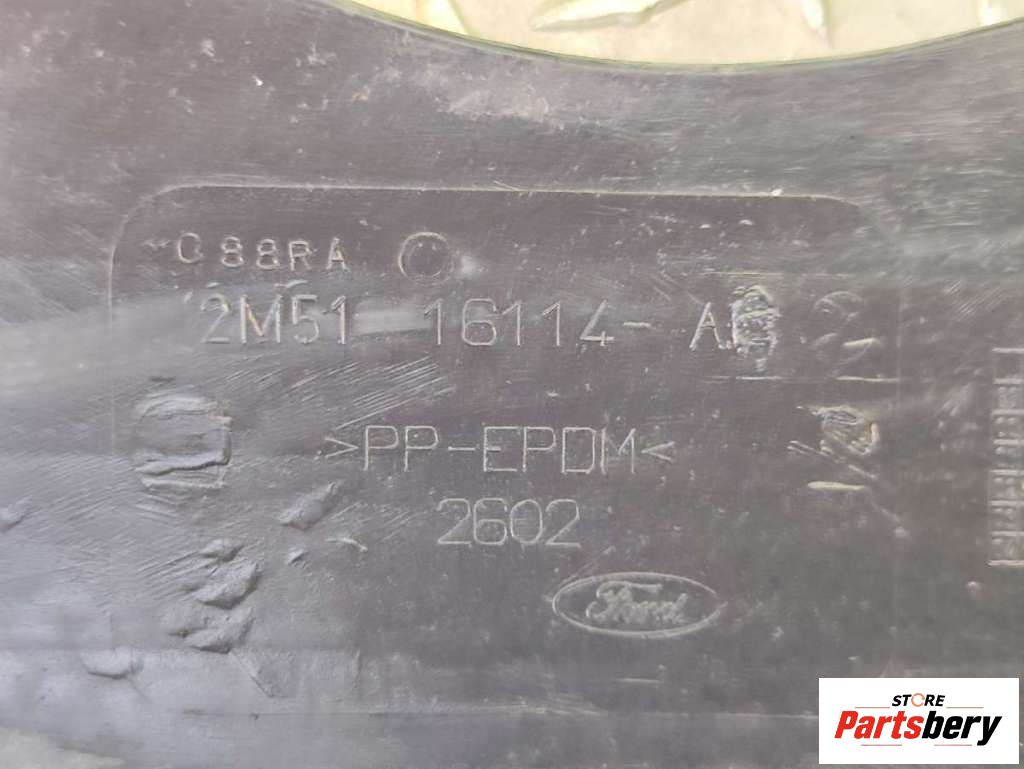 C88RA
2M51-16114-A
>PP-EPDM<
2602
Ford
STORE
Partsbery